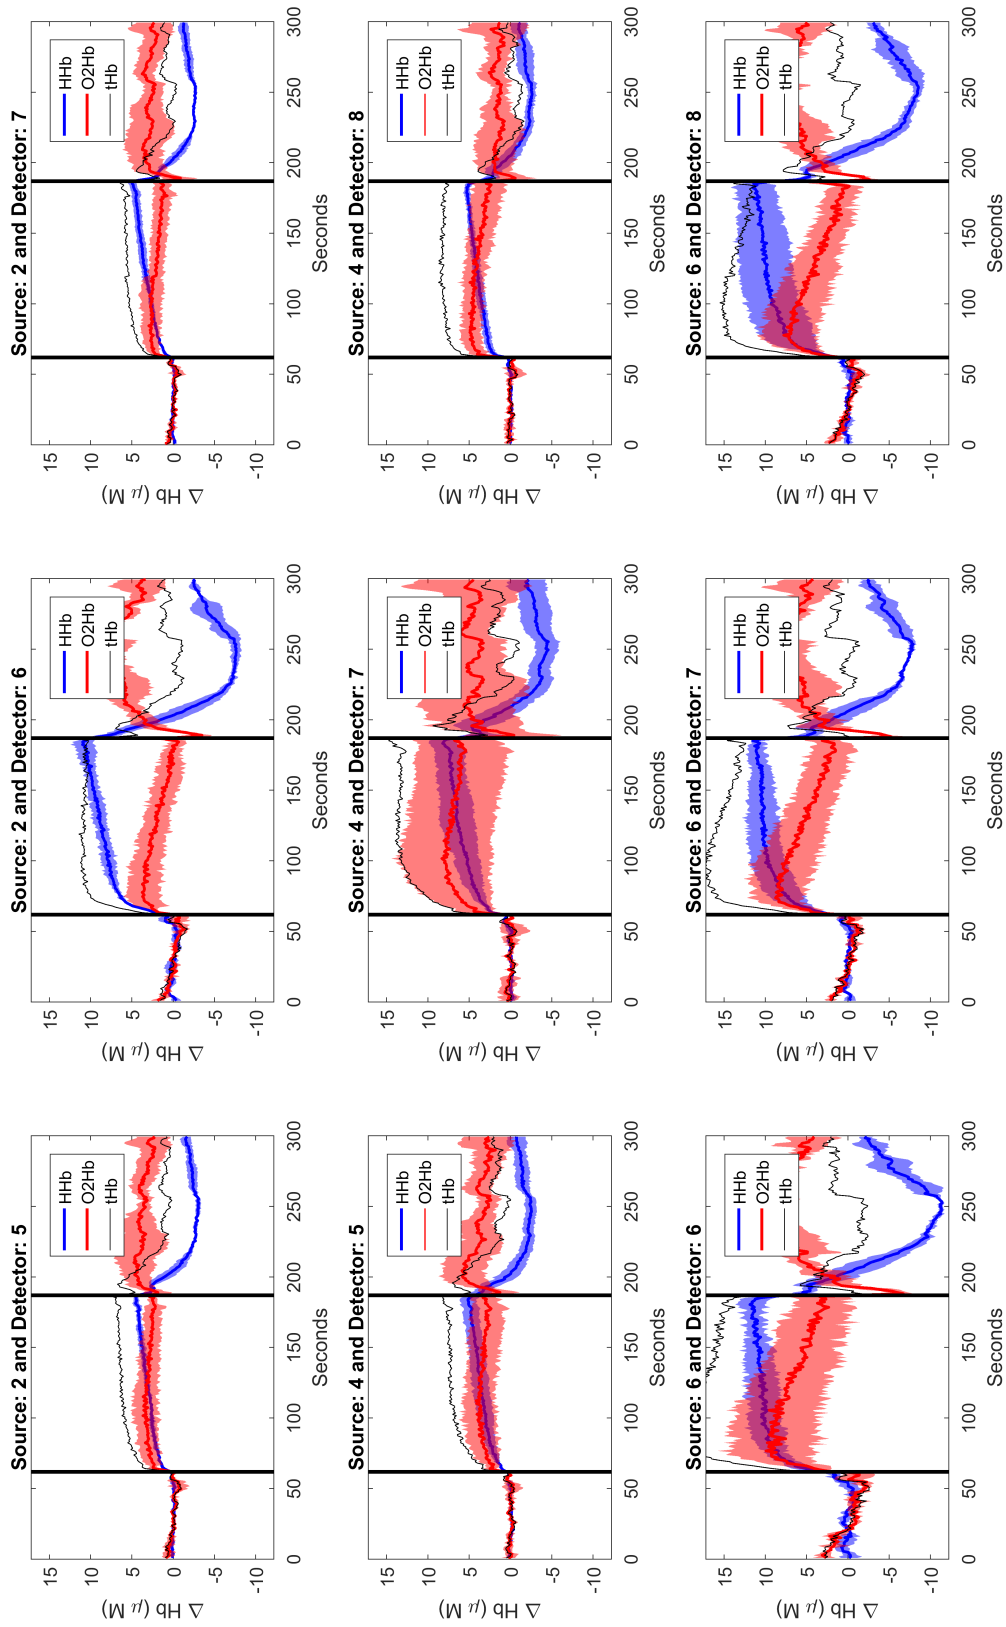 Source: 2 and Detector: 5
HHb
O2Hb
tHb
15
10
5
0
-10
Δ Hb ( μ M)
0 50 100 150 200 250 300
Seconds
Source: 2 and Detector: 6
HHb
O2Hb
tHb
15
10
5
0
-10
Δ Hb ( μ M)
0 50 100 150 200 250 300
Seconds
Source: 2 and Detector: 7
HHb
O2Hb
tHb
15
10
5
0
-10
Δ Hb ( μ M)
0 50 100 150 200 250 300
Seconds
Source: 4 and Detector: 5
HHb
O2Hb
tHb
15
10
5
0
-10
Δ Hb ( μ M)
0 50 100 150 200 250 300
Seconds
Source: 4 and Detector: 7
HHb
O2Hb
tHb
15
10
5
0
-10
Δ Hb ( μ M)
0 50 100 150 200 250 300
Seconds
Source: 4 and Detector: 8
HHb
O2Hb
tHb
15
10
5
0
-10
Δ Hb ( μ M)
0 50 100 150 200 250 300
Seconds
Source: 6 and Detector: 6
HHb
O2Hb
tHb
15
10
5
0
-10
Δ Hb ( μ M)
0 50 100 150 200 250 300
Seconds
Source: 6 and Detector: 7
HHb
O2Hb
tHb
15
10
5
0
-10
Δ Hb ( μ M)
0 50 100 150 200 250 300
Seconds
Source: 6 and Detector: 8
HHb
O2Hb
tHb
15
10
5
0
-10
Δ Hb ( μ M)
0 50 100 150 200 250 300
Seconds